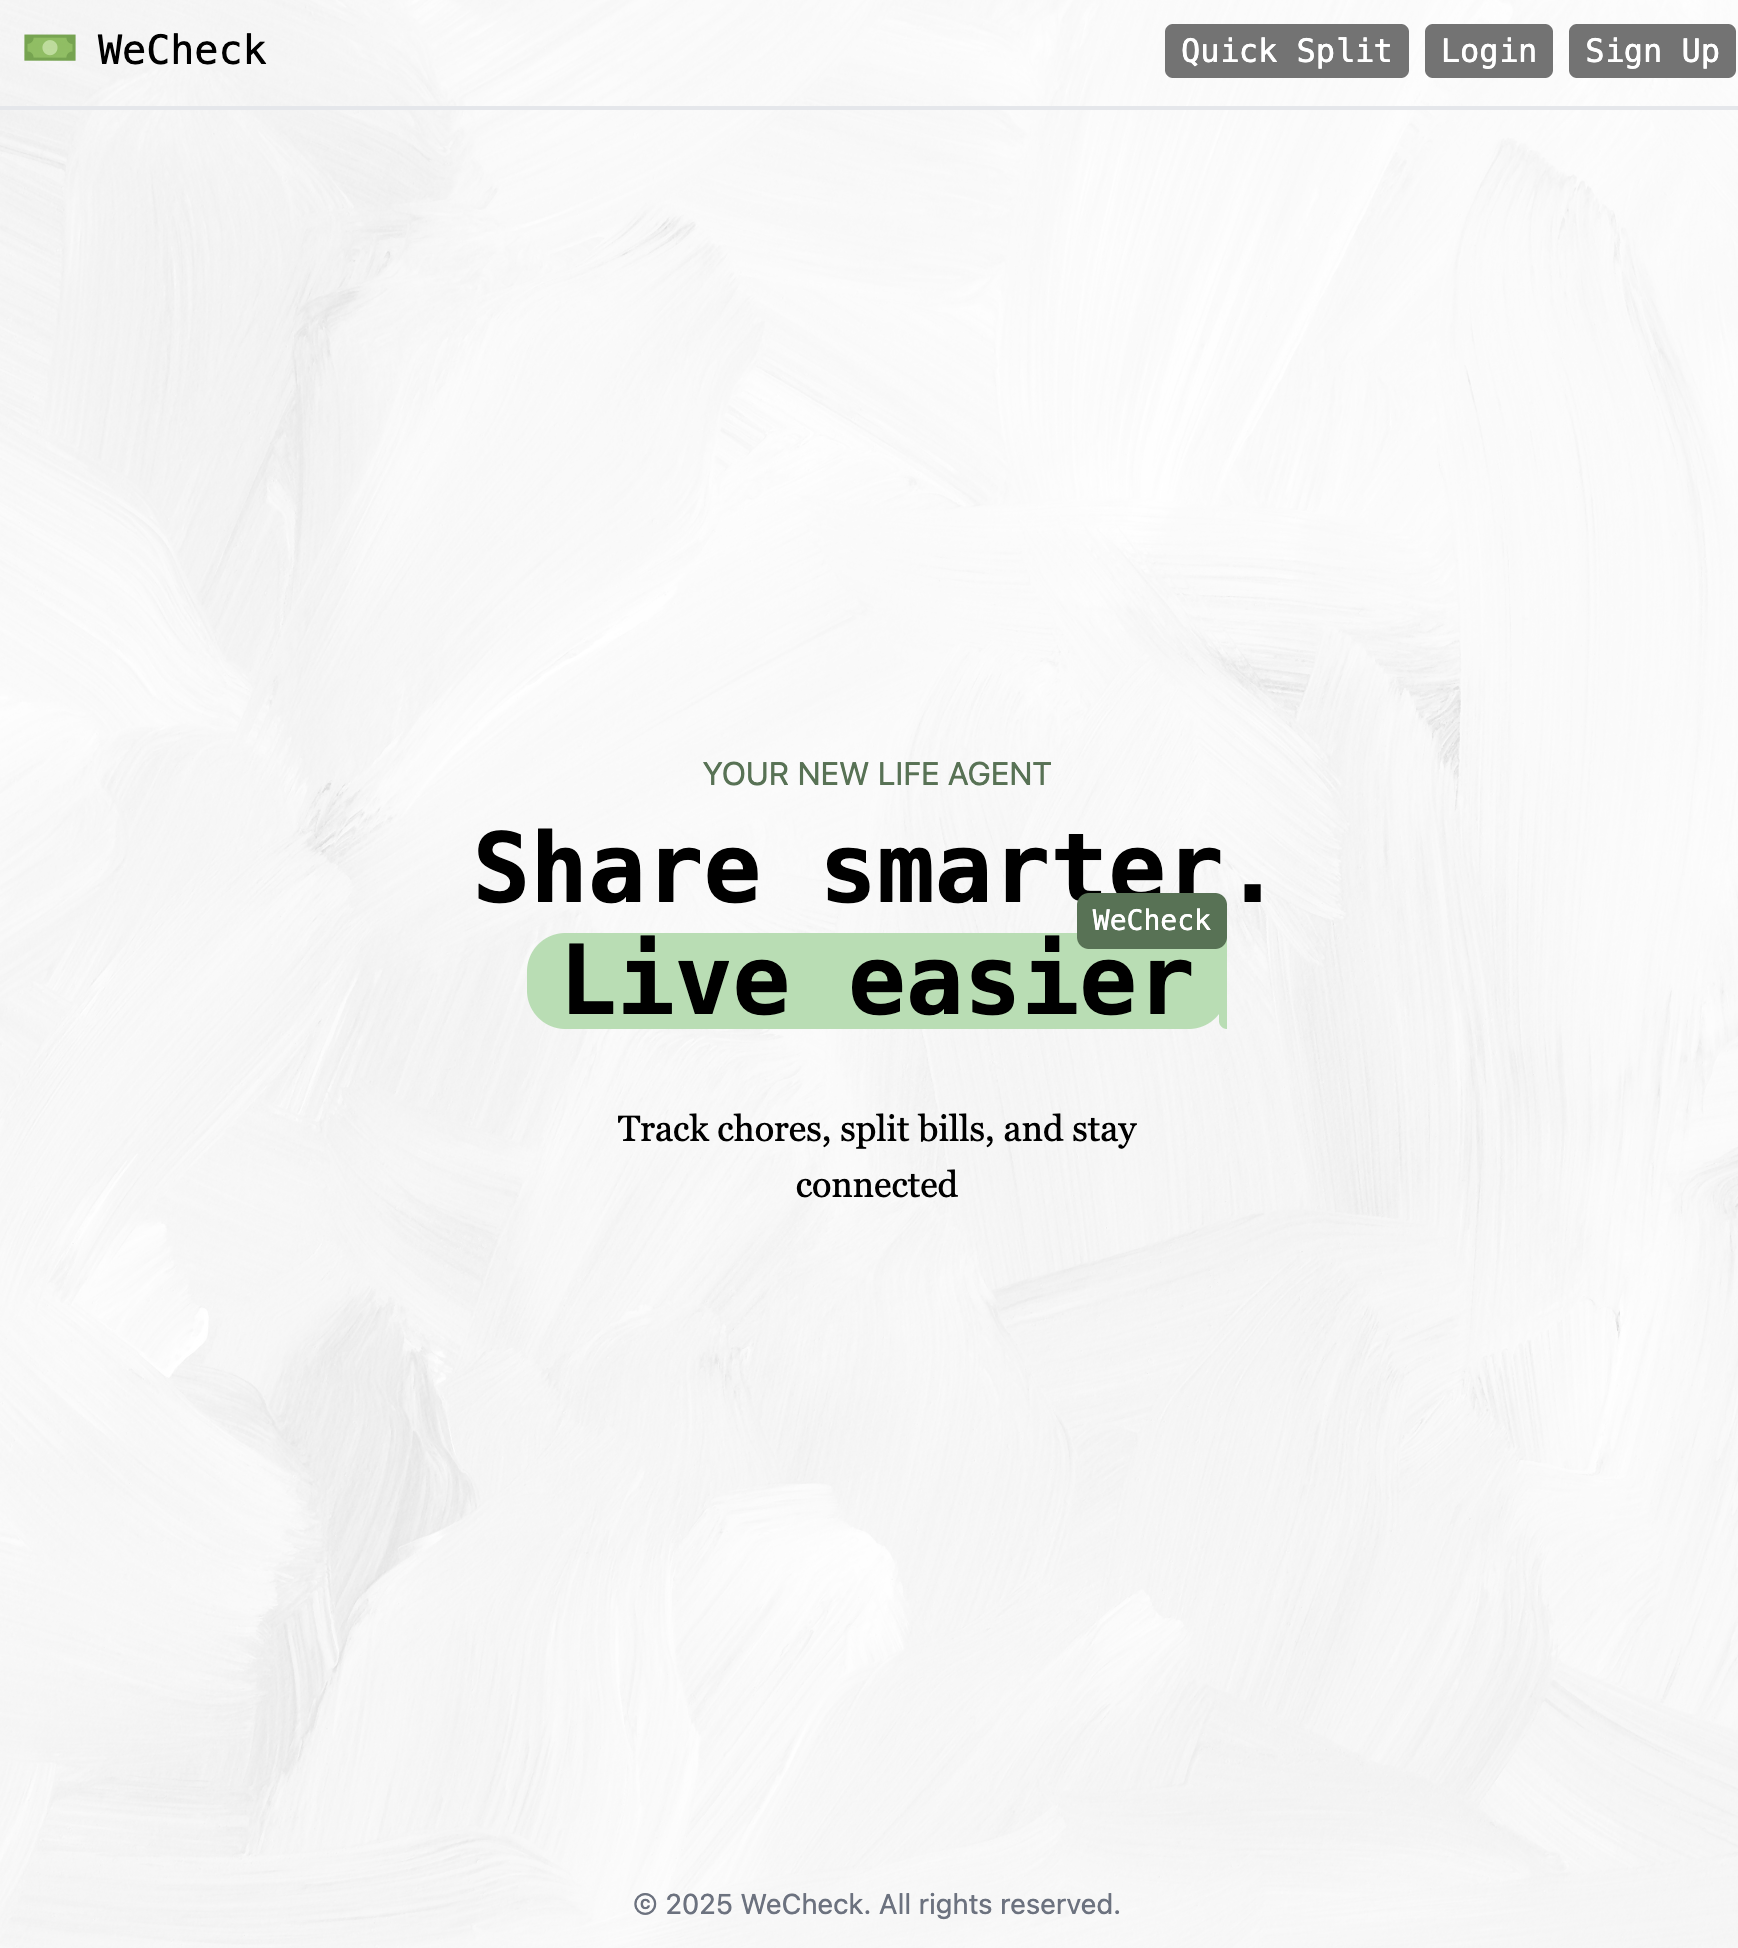 WeCheck
Quick Split
Login
Sign Up
YOUR NEW LIFE AGENT
Share smarter.
WeCheck
Live easier
Track chores, split bills, and stay
connected
© 2025 WeCheck. All rights reserved.